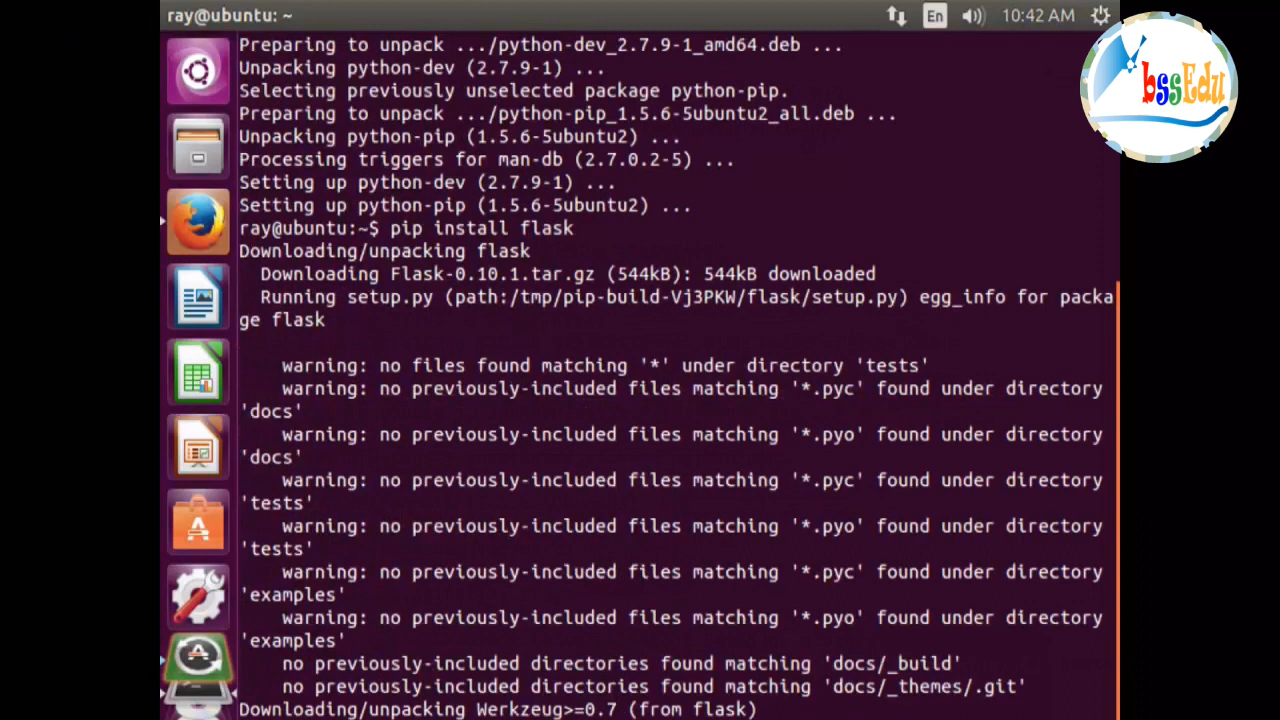 ray@ubuntu: ~
En
10:42 AM
bssEdu
Preparing to unpack .../python-dev_2.7.9-1_amd64.deb ...
Unpacking python-dev (2.7.9-1) ...
Selecting previously unselected package python-pip.
Preparing to unpack .../python-pip_1.5.6-5ubuntu2_all.deb ...
Unpacking python-pip (1.5.6-5ubuntu2) ...
Processing triggers for man-db (2.7.0.2-5) ...
Setting up python-dev (2.7.9-1) ...
Setting up python-pip (1.5.6-5ubuntu2) ...
ray@ubuntu:~$ pip install flask
Downloading/unpacking flask
  Downloading Flask-0.10.1.tar.gz (544kB): 544kB downloaded
  Running setup.py (path:/tmp/pip-build-Vj3PKW/flask/setup.py) egg_info for packa
ge flask
    warning: no files found matching '*' under directory 'tests'
    warning: no previously-included files matching '*.pyc' found under directory
'docs'
    warning: no previously-included files matching '*.pyo' found under directory
'docs'
    warning: no previously-included files matching '*.pyc' found under directory
'tests'
    warning: no previously-included files matching '*.pyo' found under directory
'tests'
    warning: no previously-included files matching '*.pyc' found under directory
'examples'
    warning: no previously-included files matching '*.pyo' found under directory
'examples'
    no previously-included directories found matching 'docs/_build'
    no previously-included directories found matching 'docs/_themes/.git'
Downloading/unpacking Werkzeug>=0.7 (from flask)